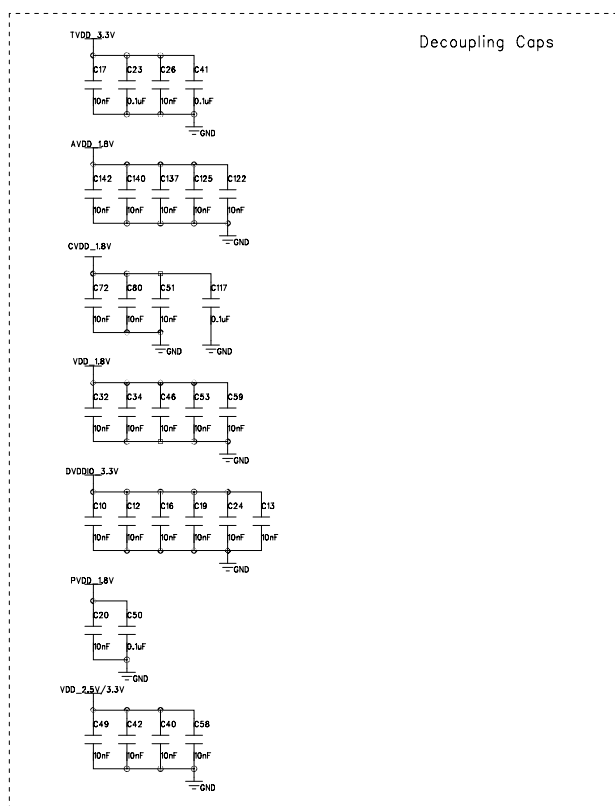 Decoupling Caps
TVDD_3.3V
C17 C23 C26 C41
10nF 0.1uF 10nF 0.1uF
GND
AVDD_1.8V
C142 C140 C137 C125 C122
10nF 10nF 10nF 10nF 10nF
GND
CVDD_1.8V
C72 C80 C51 C117
10nF 10nF 10nF 0.1uF
GND GND
VDD_1.8V
C32 C34 C46 C53 C59
10nF 10nF 10nF 10nF 10nF
GND
DVDDIO_3.3V
C10 C12 C16 C19 C24 C13
10nF 10nF 10nF 10nF 10nF 10nF
GND
PVDD_1.8V
C20 C50
10nF 0.1uF
GND
VDD_2.5V/3.3V
C49 C42 C40 C58
10nF 10nF 10nF 10nF
GND